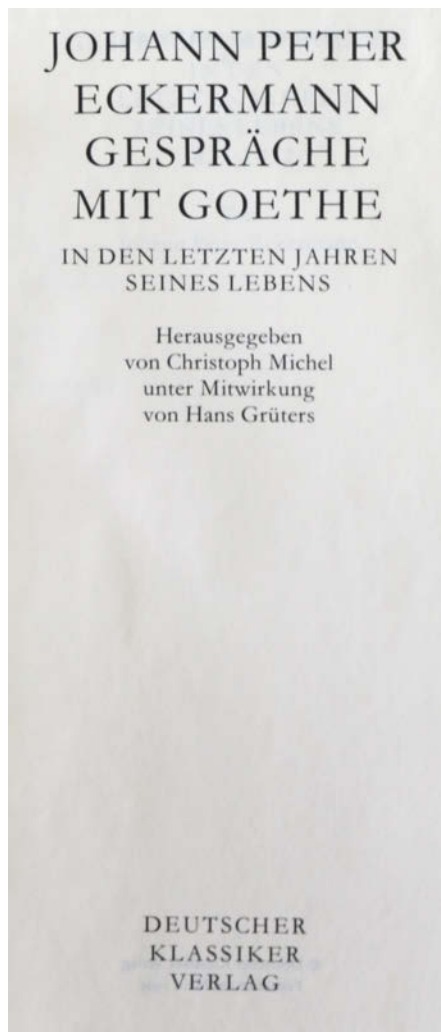 JOHANN PETER
ECKERMANN
GESPRÄCHE
MIT GOETHE
IN DEN LETZTEN JAHREN
SEINES LEBENS
Herausgegeben
von Christoph Michel
unter Mitwirkung
von Hans Grüters
DEUTSCHER
KLASSIKER
VERLAG